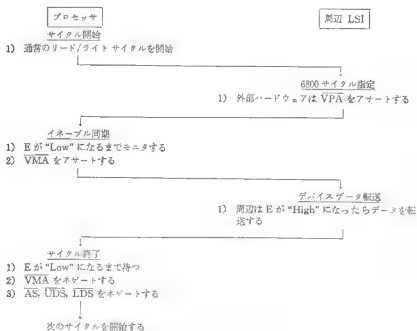 プロセッサ
周辺 LSI
サイクル開始
1) 通常のリード/ライトサイクルを開始
6800 サイクル指定
1) 外部ハードウェアは VPA をアサートする
イネーブル同期
1) E が “Low” になるまでモニタする
2) VMA をアサートする
デバイスデータ転送
1) 周辺は E が “High” になったらデータを転
送する
サイクル終了
1) E が “Low” になるまで待つ
2) VMA をネゲートする
3) AS, UDS, LDS をネゲートする
次のサイクルを開始する